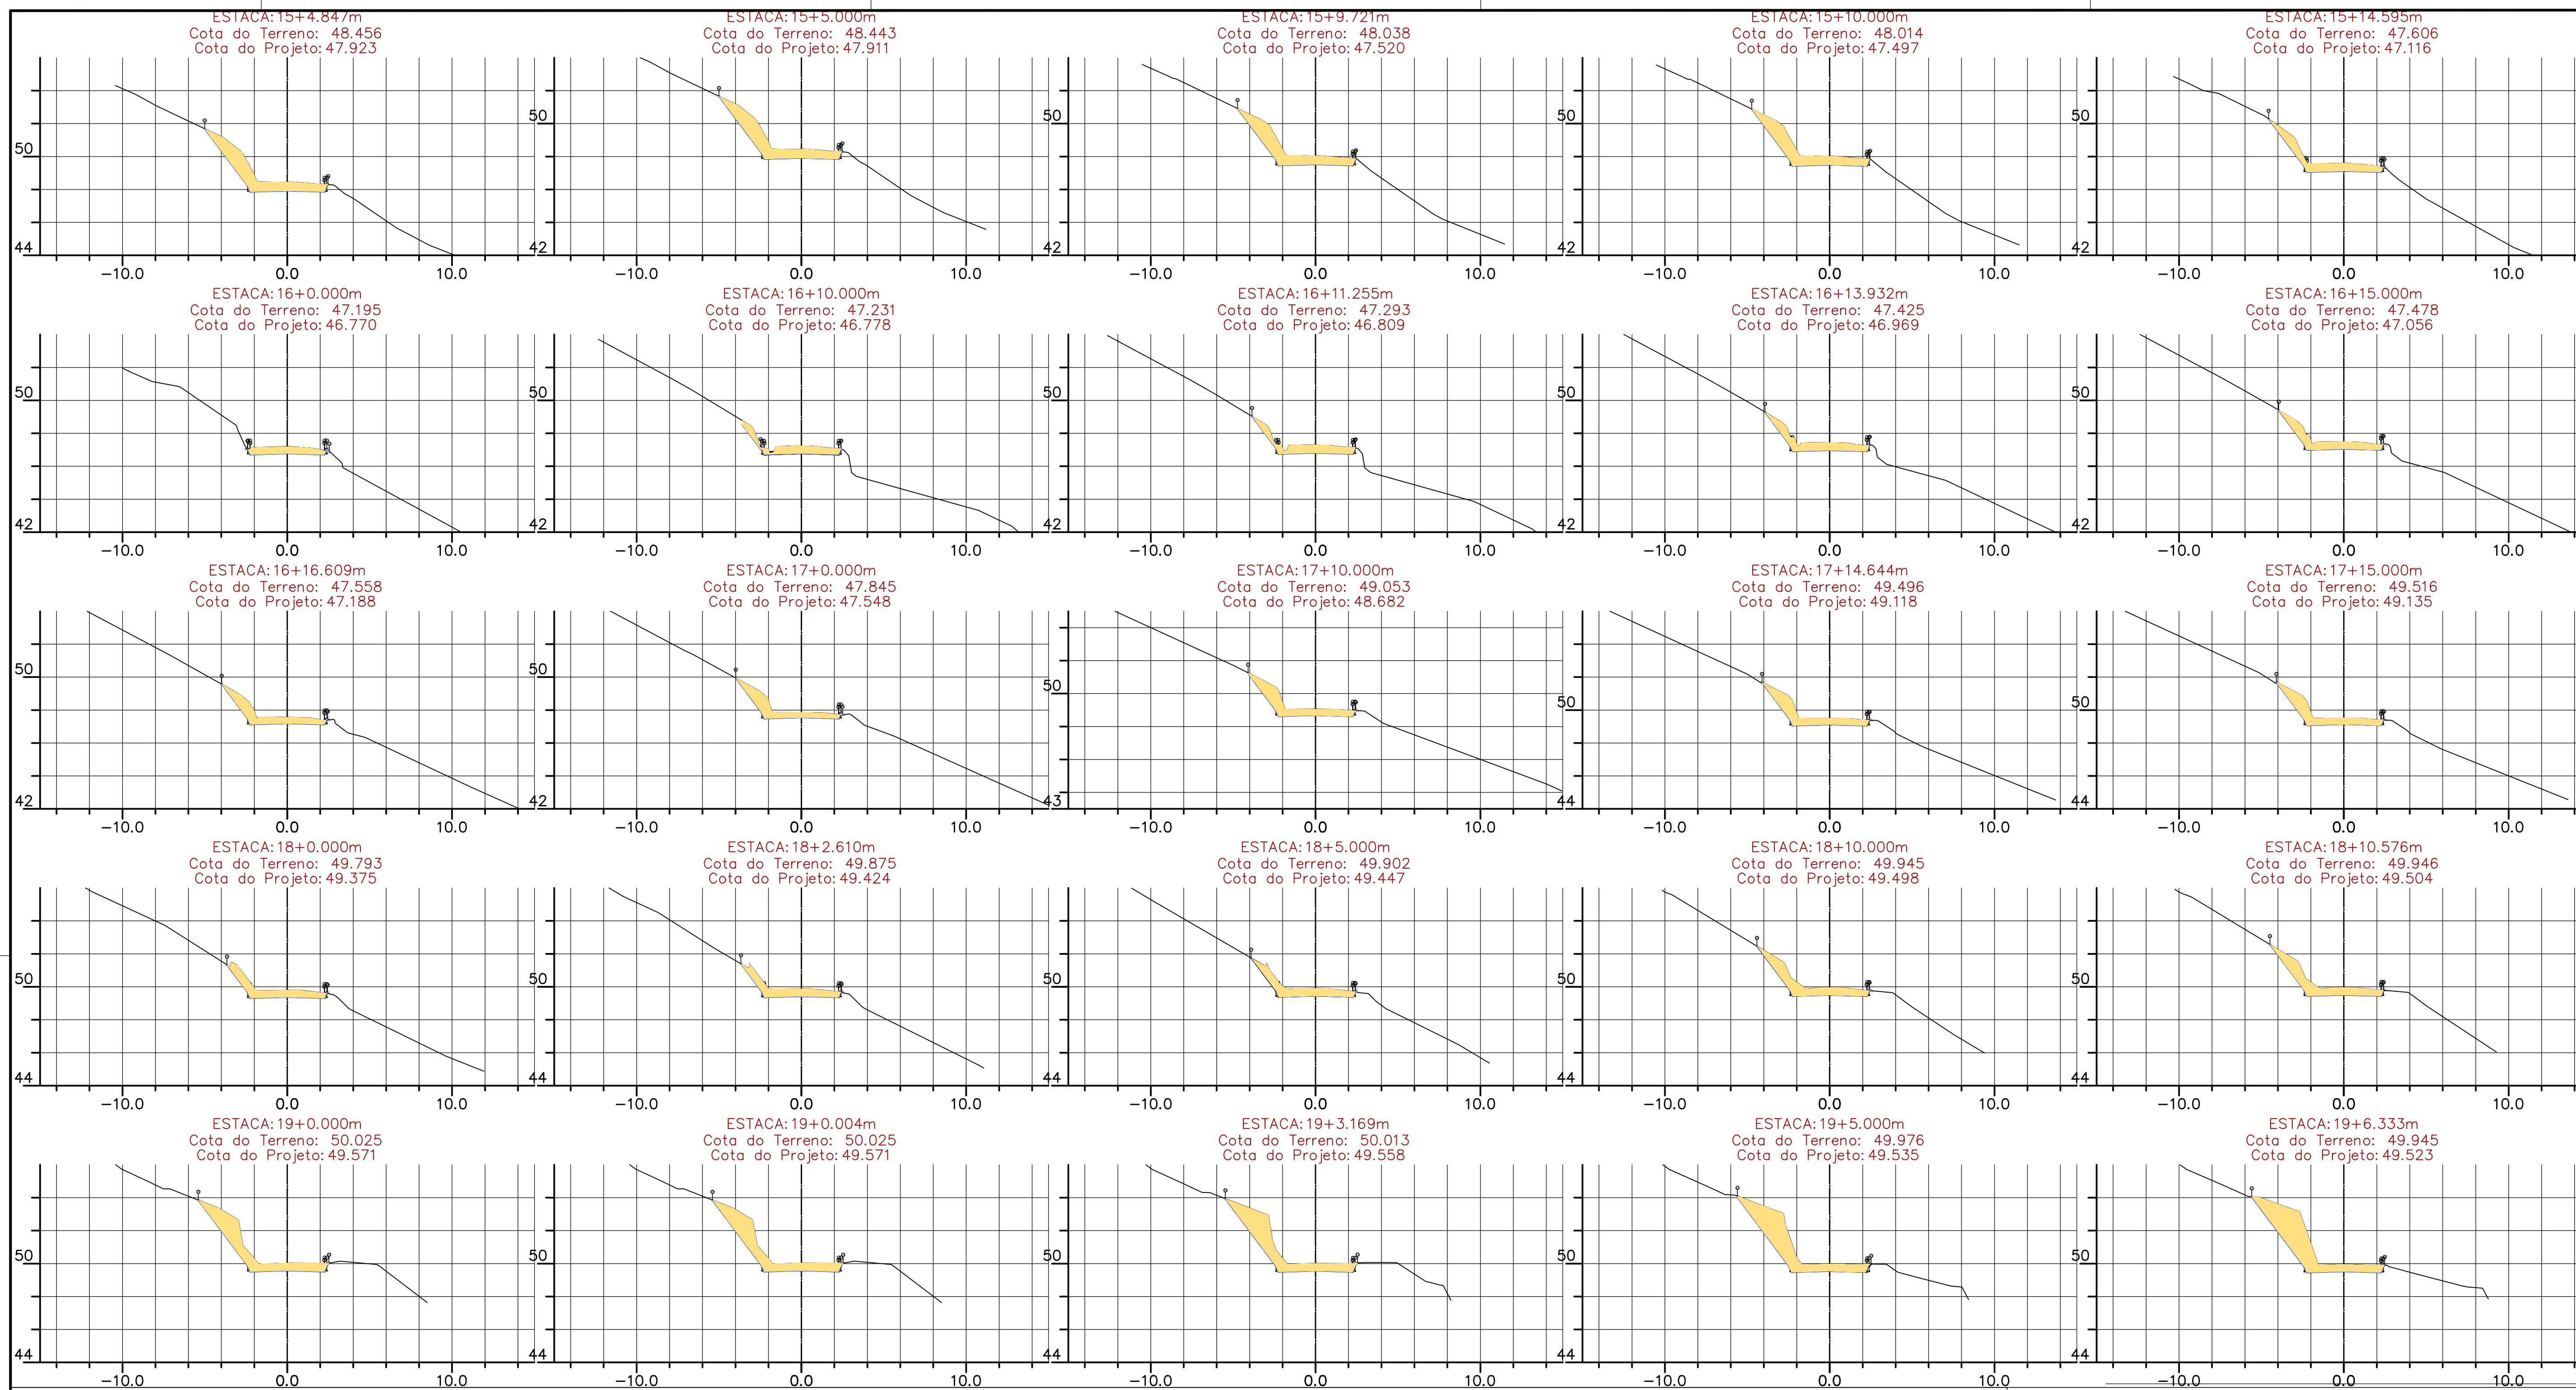 ESTACA:15+4.847m
Cota do Terreno: 48.456
Cota do Projeto:47.923
50
44
-10.0 0.0 10.0
ESTACA:15+5.000m
Cota do Terreno: 48.443
Cota do Projeto:47.911
50
42
-10.0 0.0 10.0
ESTACA:15+9.721m
Cota do Terreno: 48.038
Cota do Projeto:47.520
50
42
-10.0 0.0 10.0
ESTACA:15+10.000m
Cota do Terreno: 48.014
Cota do Projeto:47.497
50
42
-10.0 0.0 10.0
ESTACA:15+14.595m
Cota do Terreno: 47.606
Cota do Projeto:47.116
50
42
-10.0 0.0 10.0
ESTACA:16+0.000m
Cota do Terreno: 47.195
Cota do Projeto:46.770
50
42
-10.0 0.0 10.0
ESTACA:16+10.000m
Cota do Terreno: 47.231
Cota do Projeto:46.778
50
42
-10.0 0.0 10.0
ESTACA:16+11.255m
Cota do Terreno: 47.293
Cota do Projeto:46.809
50
42
-10.0 0.0 10.0
ESTACA:16+13.932m
Cota do Terreno: 47.425
Cota do Projeto:46.969
50
42
-10.0 0.0 10.0
ESTACA:16+15.000m
Cota do Terreno: 47.478
Cota do Projeto:47.056
50
42
-10.0 0.0 10.0
ESTACA:16+16.609m
Cota do Terreno: 47.558
Cota do Projeto:47.188
50
42
-10.0 0.0 10.0
ESTACA:17+0.000m
Cota do Terreno: 47.845
Cota do Projeto:47.548
50
42
-10.0 0.0 10.0
ESTACA:17+10.000m
Cota do Terreno: 49.053
Cota do Projeto:48.682
50
43
-10.0 0.0 10.0
ESTACA:17+14.644m
Cota do Terreno: 49.496
Cota do Projeto:49.118
50
44
-10.0 0.0 10.0
ESTACA:17+15.000m
Cota do Terreno: 49.516
Cota do Projeto:49.135
50
44
-10.0 0.0 10.0
ESTACA:18+0.000m
Cota do Terreno: 49.793
Cota do Projeto:49.375
50
44
-10.0 0.0 10.0
ESTACA:18+2.610m
Cota do Terreno: 49.875
Cota do Projeto:49.424
50
44
-10.0 0.0 10.0
ESTACA:18+5.000m
Cota do Terreno: 49.902
Cota do Projeto:49.447
50
44
-10.0 0.0 10.0
ESTACA:18+10.000m
Cota do Terreno: 49.945
Cota do Projeto:49.498
50
44
-10.0 0.0 10.0
ESTACA:18+10.576m
Cota do Terreno: 49.946
Cota do Projeto:49.504
50
44
-10.0 0.0 10.0
ESTACA:19+0.000m
Cota do Terreno: 50.025
Cota do Projeto:49.571
50
44
-10.0 0.0 10.0
ESTACA:19+0.004m
Cota do Terreno: 50.025
Cota do Projeto:49.571
50
44
-10.0 0.0 10.0
ESTACA:19+3.169m
Cota do Terreno: 50.013
Cota do Projeto:49.558
50
44
-10.0 0.0 10.0
ESTACA:19+5.000m
Cota do Terreno: 49.976
Cota do Projeto:49.535
50
44
-10.0 0.0 10.0
ESTACA:19+6.333m
Cota do Terreno: 49.945
Cota do Projeto:49.523
50
44
-10.0 0.0 10.0